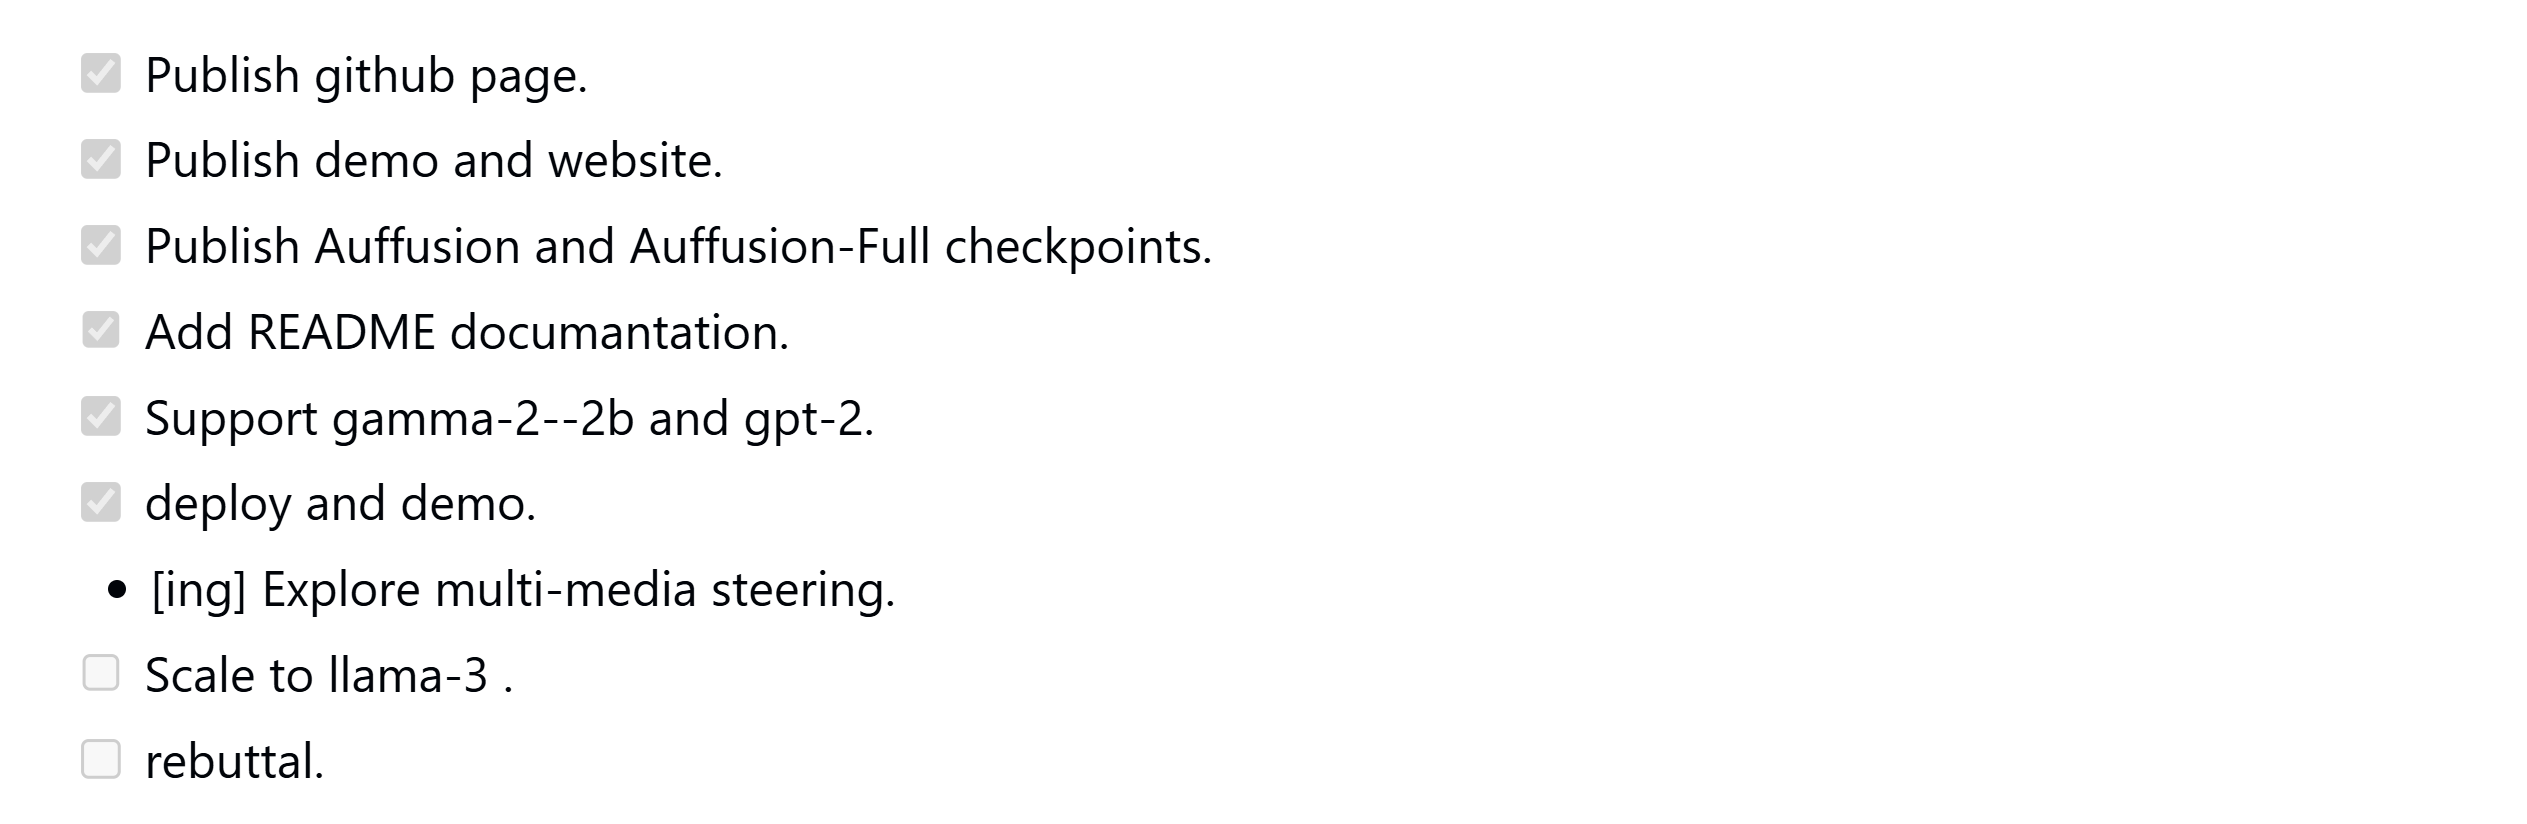 Publish github page.
Publish demo and website.
Publish Auffusion and Auffusion-Full checkpoints.
Add README documantation.
Support gamma-2--2b and gpt-2.
deploy and demo.
[ing] Explore multi-media steering.
Scale to llama-3 .
rebuttal.